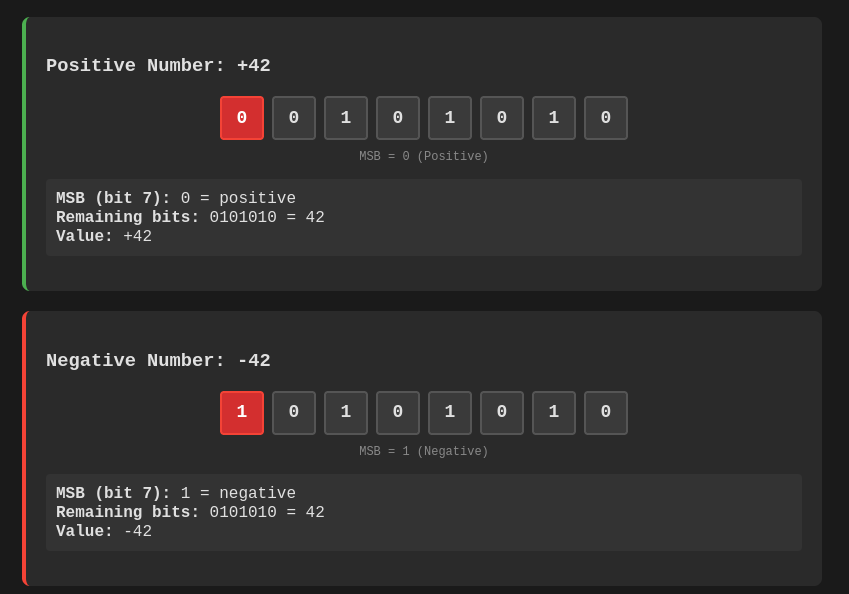 Positive Number: +42
0 0 1 0 1 0 1 0
MSB = 0 (Positive)
MSB (bit 7): 0 = positive
Remaining bits: 0101010 = 42
Value: +42
Negative Number: -42
1 0 1 0 1 0 1 0
MSB = 1 (Negative)
MSB (bit 7): 1 = negative
Remaining bits: 0101010 = 42
Value: -42